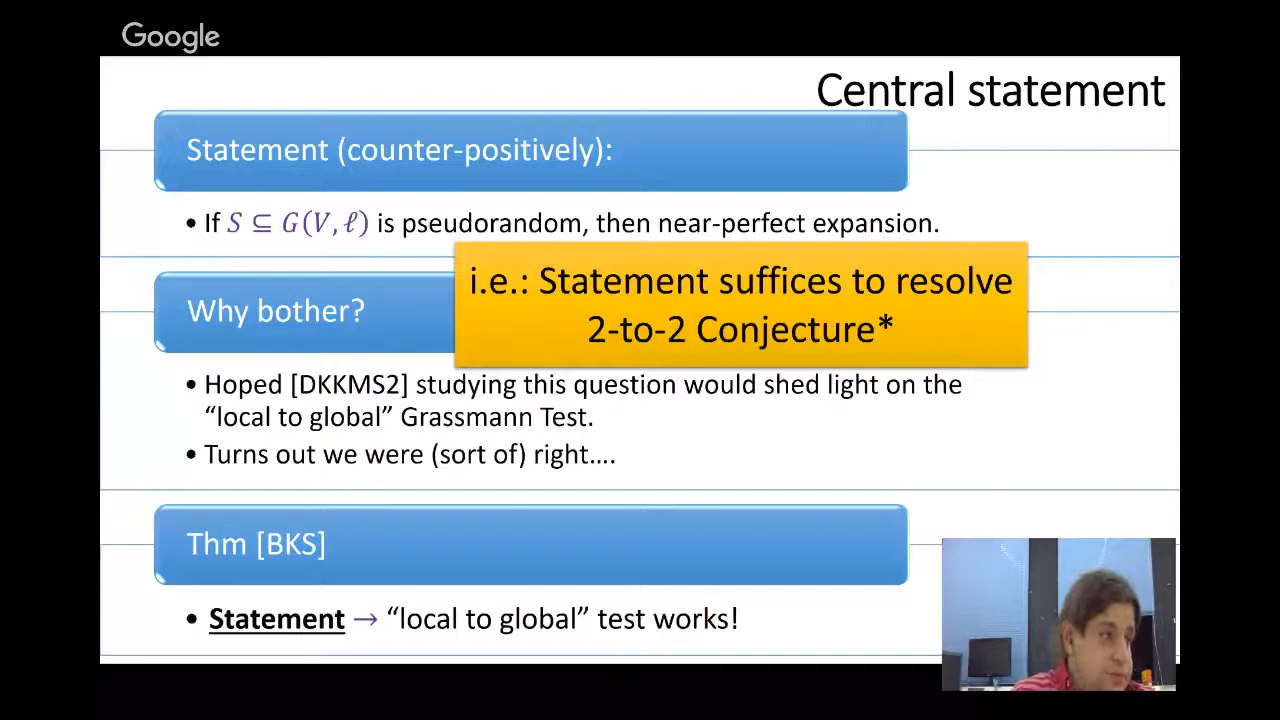 Google
Central statement
Statement (counter-positively):
• If 𝑆 ⊆ 𝐺(𝑉, ℓ) is pseudorandom, then near-perfect expansion.
i.e.: Statement suffices to resolve
2-to-2 Conjecture*
Why bother?
• Hoped [DKKMS2] studying this question would shed light on the
“local to global” Grassmann Test.
• Turns out we were (sort of) right....
Thm [BKS]
• Statement → “local to global” test works!